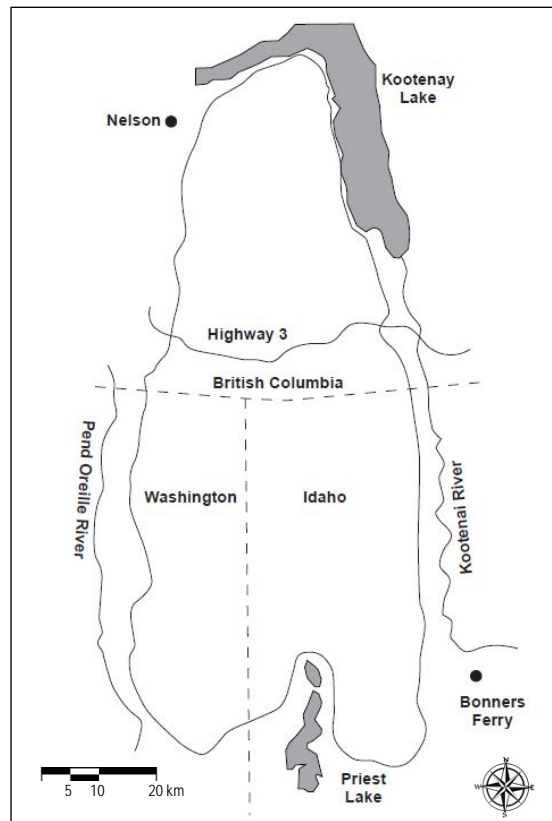 Kootenay
Lake
Nelson
Highway 3
British Columbia
Pend Oreille River
Washington
Idaho
Kootenai River
Bonners
Ferry
Priest
Lake
5 10 20 km
N
W E
S